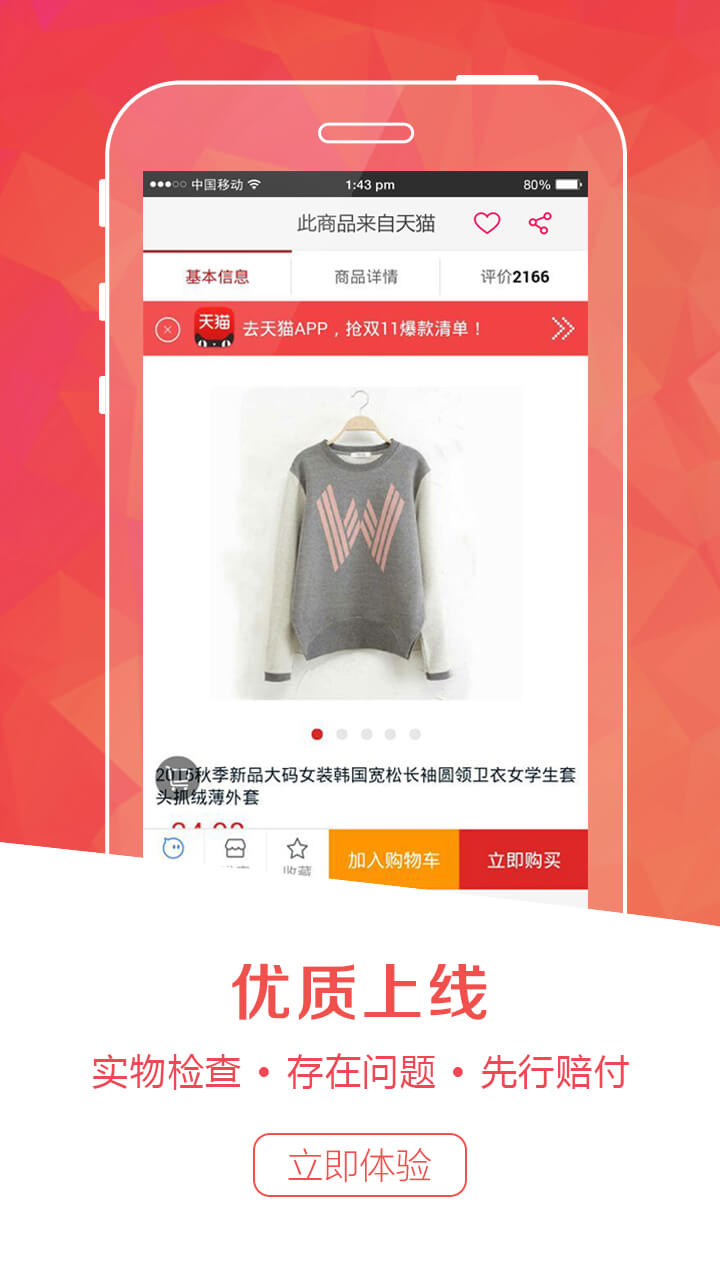 中国移动 1:43 pm 80%
此商品来自天猫
基本信息 商品详情 评价2166
天猫 去天猫APP，抢双11爆款清单！
W
2015秋季新品大码女装韩国宽松长袖圆领卫衣女学生套
头抓绒薄外套
收藏 加入购物车 立即购买
优质上线
实物检查 • 存在问题 • 先行赔付
立即体验